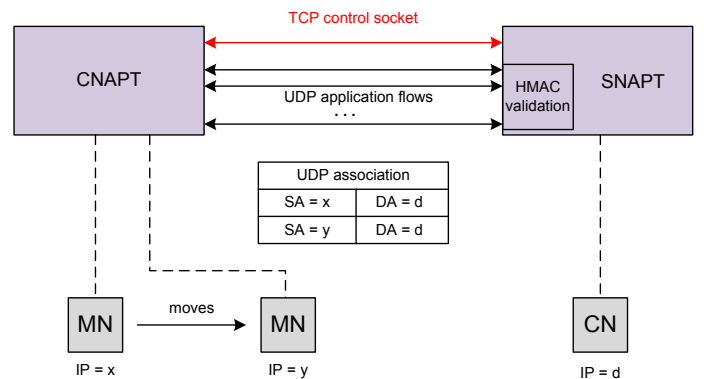 TCP control socket
CNAPT
SNAPT
HMAC
validation
UDP application flows
. . .
UDP association
SA = x DA = d
SA = y DA = d
moves
MN
MN
CN
IP = x
IP = y
IP = d